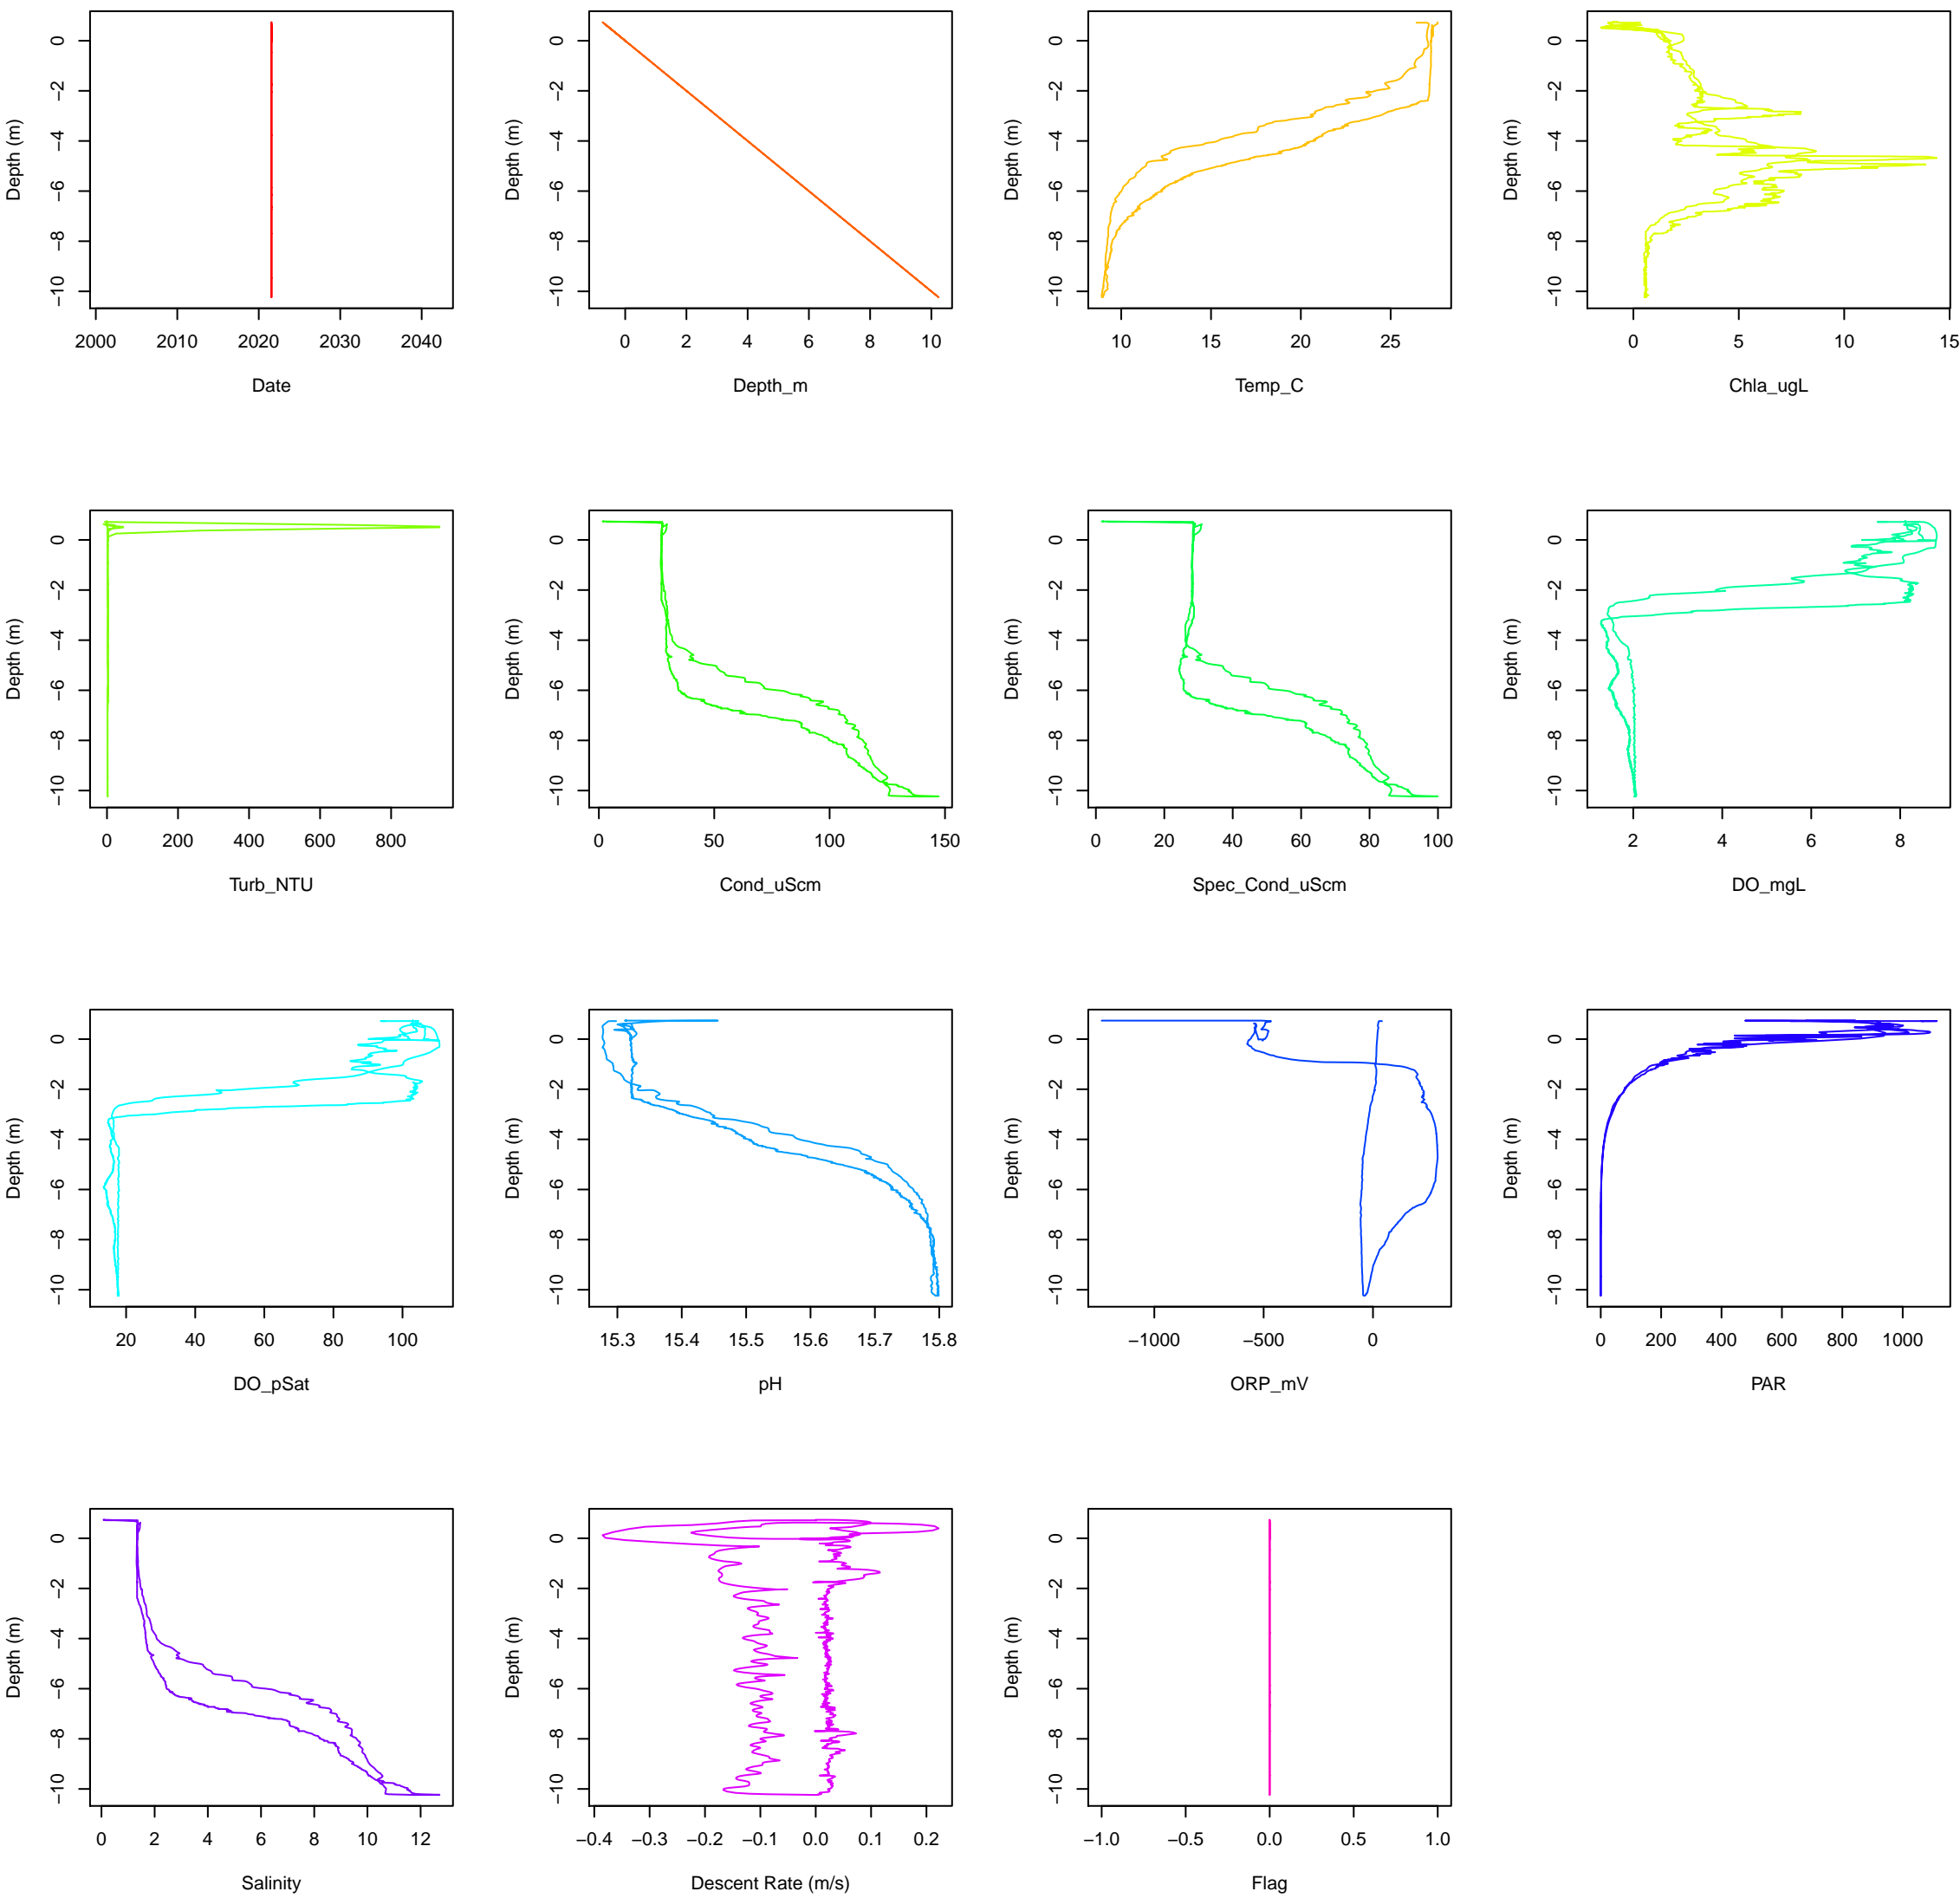 0
−2
−4
−6
−8
−10
Depth (m)
2000 2010 2020 2030 2040
Date
0
−2
−4
−6
−8
−10
Depth (m)
0 2 4 6 8 10
Depth_m
0
−2
−4
−6
−8
−10
Depth (m)
10 15 20 25
Temp_C
0
−2
−4
−6
−8
−10
Depth (m)
0 5 10 15
Chla_ugL
0
−2
−4
−6
−8
−10
Depth (m)
0 200 400 600 800
Turb_NTU
0
−2
−4
−6
−8
−10
Depth (m)
0 50 100 150
Cond_uScm
0
−2
−4
−6
−8
−10
Depth (m)
0 20 40 60 80 100
Spec_Cond_uScm
0
−2
−4
−6
−8
−10
Depth (m)
2 4 6 8
DO_mgL
0
−2
−4
−6
−8
−10
Depth (m)
20 40 60 80 100
DO_pSat
0
−2
−4
−6
−8
−10
Depth (m)
15.3 15.4 15.5 15.6 15.7 15.8
pH
0
−2
−4
−6
−8
−10
Depth (m)
−1000 −500 0
ORP_mV
0
−2
−4
−6
−8
−10
Depth (m)
0 200 400 600 800 1000
PAR
0
−2
−4
−6
−8
−10
Depth (m)
0 2 4 6 8 10 12
Salinity
0
−2
−4
−6
−8
−10
Depth (m)
−0.4 −0.3 −0.2 −0.1 0.0 0.1 0.2
Descent Rate (m/s)
0
−2
−4
−6
−8
−10
Depth (m)
−1.0 −0.5 0.0 0.5 1.0
Flag